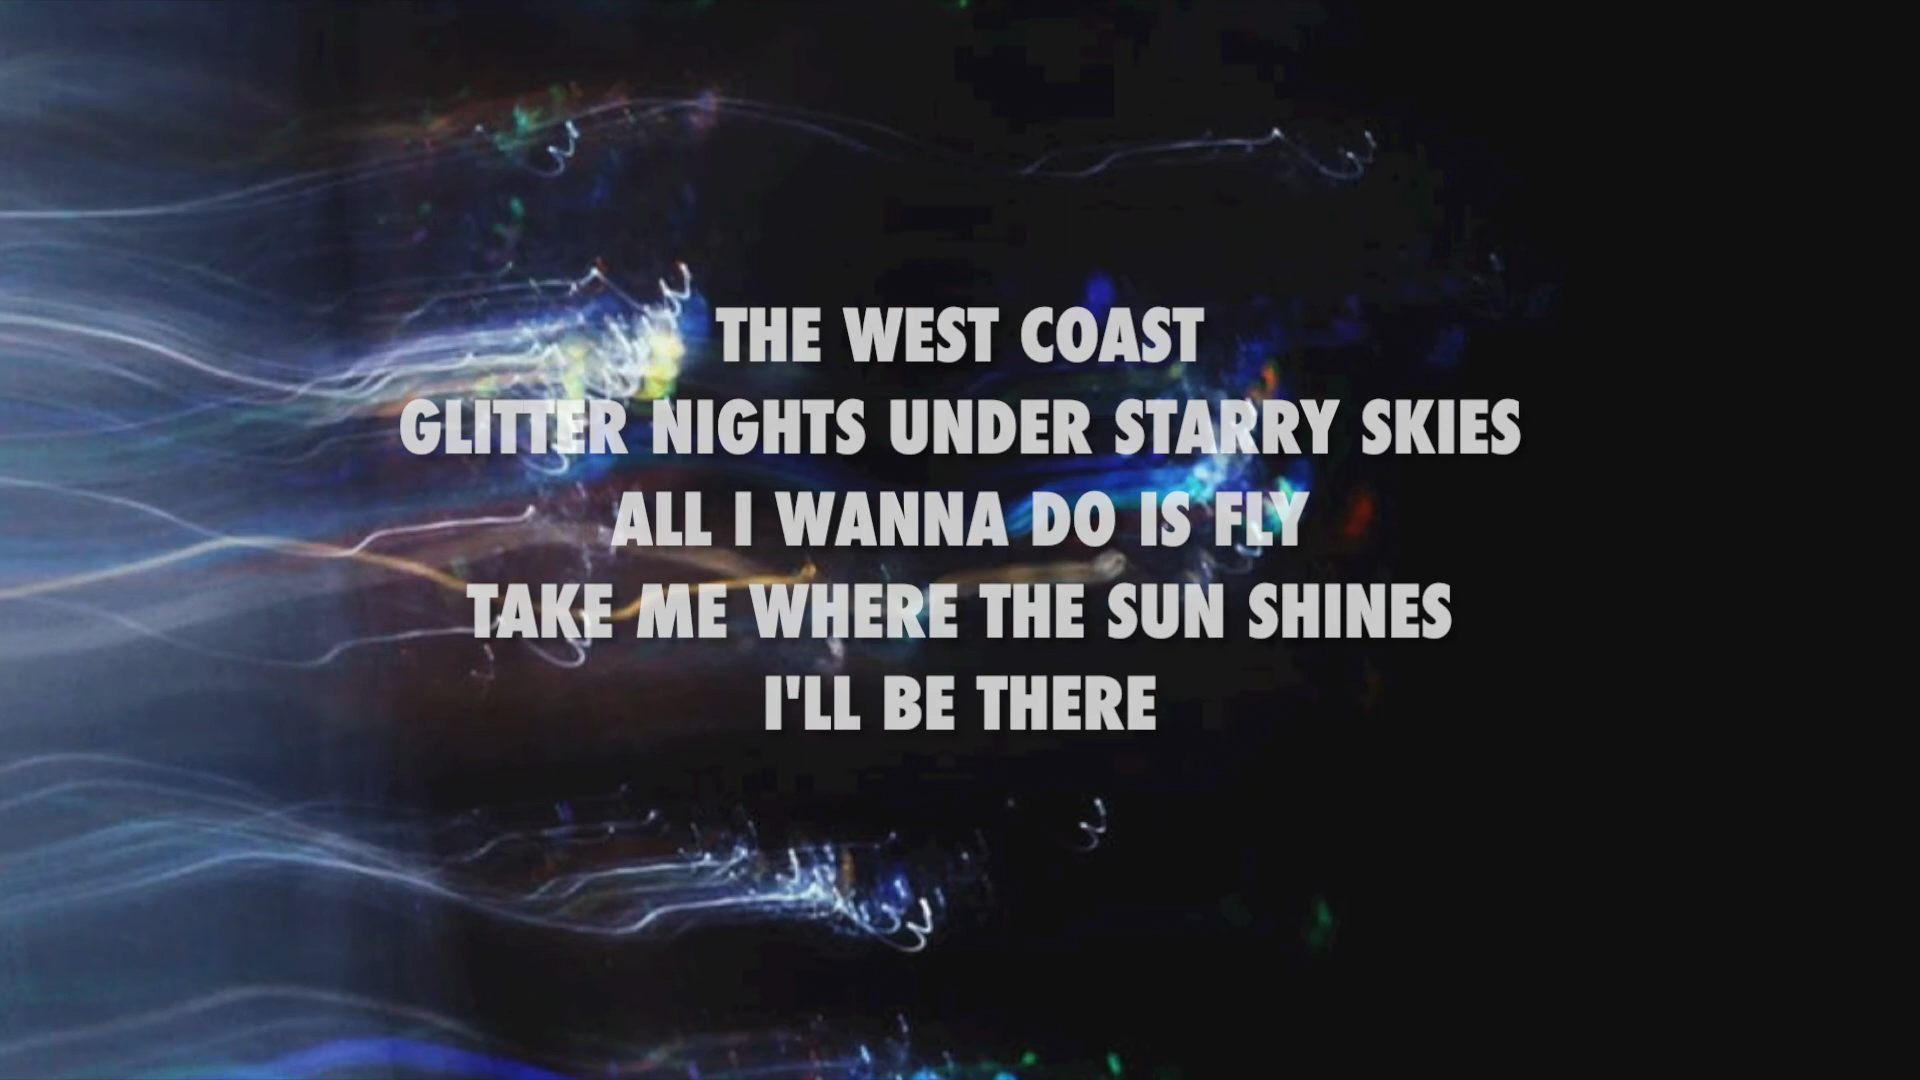 THE WEST COAST
GLITTER NIGHTS UNDER STARRY SKIES
ALL I WANNA DO IS FLY
TAKE ME WHERE THE SUN SHINES
I'LL BE THERE